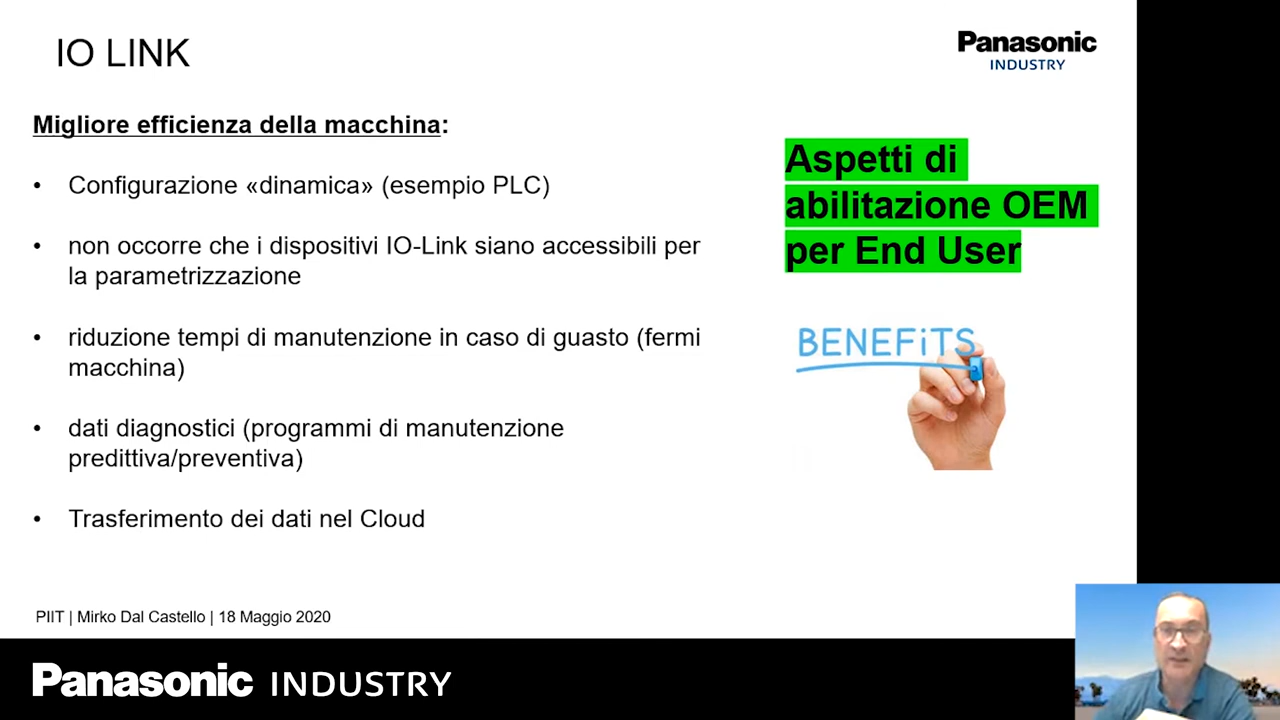 IO LINK
Panasonic
INDUSTRY
Migliore efficienza della macchina:
• Configurazione «dinamica» (esempio PLC)
• non occorre che i dispositivi IO-Link siano accessibili per
la parametrizzazione
• riduzione tempi di manutenzione in caso di guasto (fermi
macchina)
• dati diagnostici (programmi di manutenzione
predittiva/preventiva)
• Trasferimento dei dati nel Cloud
Aspetti di
abilitazione OEM
per End User
BENEFiTS
PIIT | Mirko Dal Castello | 18 Maggio 2020
Panasonic INDUSTRY